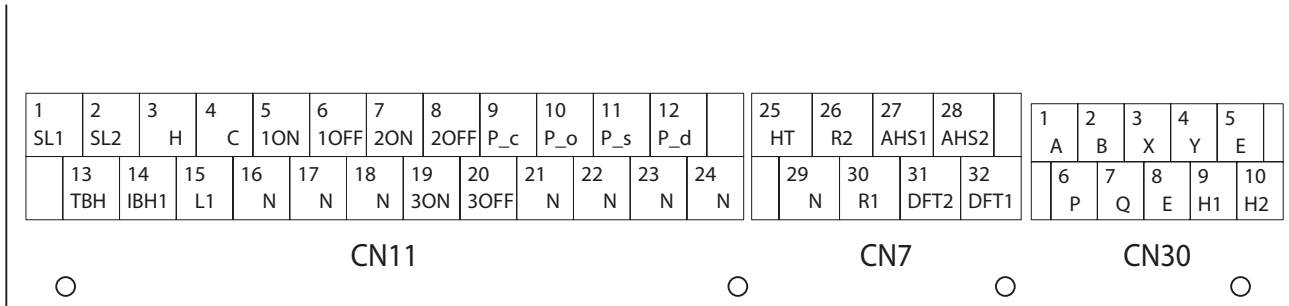 1 2 3 4 5 6 7 8 9 10 11 12
SL1 SL2 H C 1ON 1OFF 2ON 2OFF P_c P_o P_s P_d
13 14 15 16 17 18 19 20 21 22 23 24
TBH IBH1 L1 N N N 3ON 3OFF N N N N
CN11
25 26 27 28
HT R2 AHS1 AHS2
29 30 31 32
N R1 DFT2 DFT1
CN7
1 2 3 4 5
A B X Y E
6 7 8 9 10
P Q E H1 H2
CN30